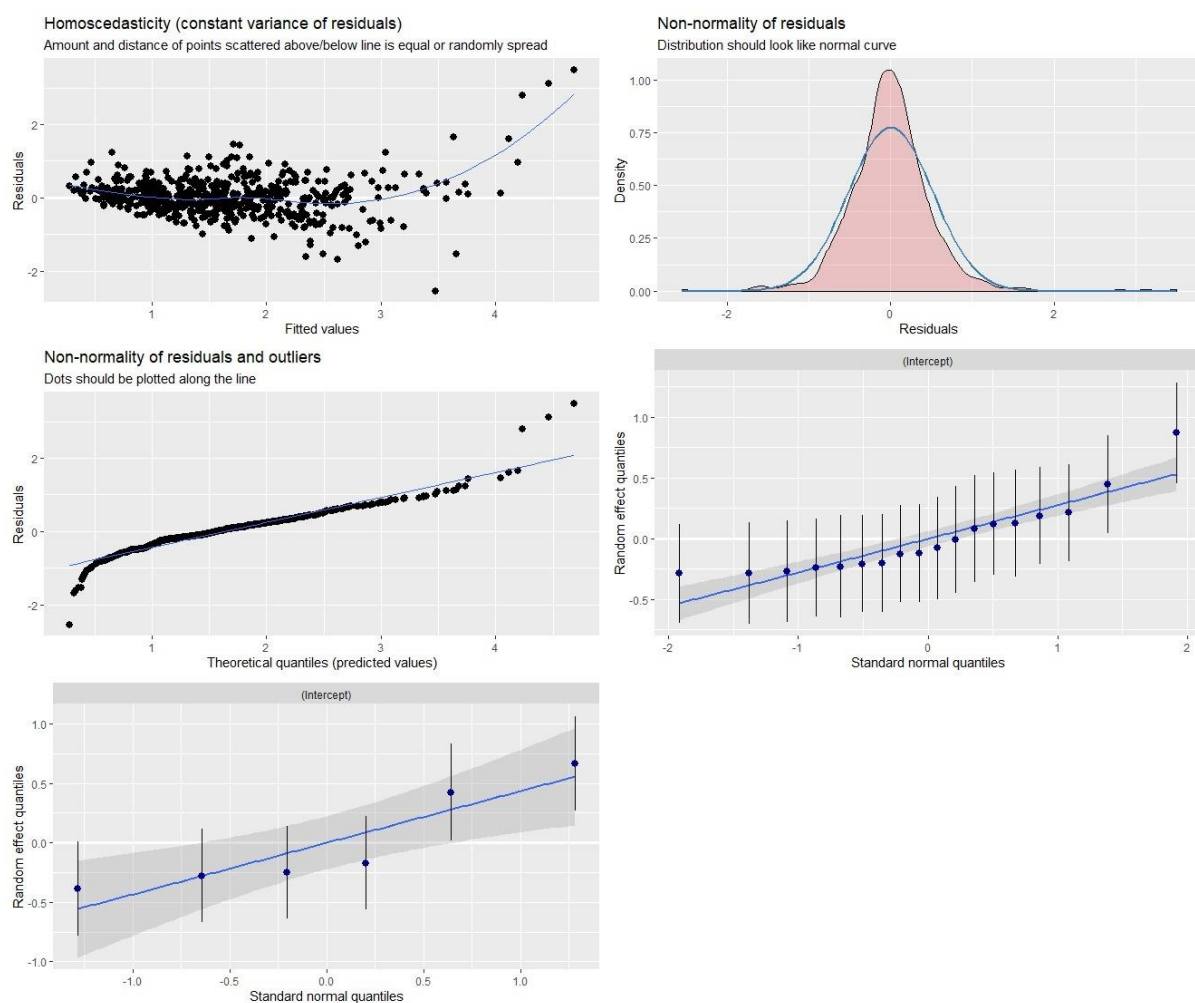 Homoscedasticity (constant variance of residuals)
Amount and distance of points scattered above/below line is equal or randomly spread
2
0
-2
Residuals
1
2
3
4
Fitted values
Non-normality of residuals
Distribution should look like normal curve
1.00
0.75
0.50
0.25
0.00
Density
-2
0
2
Residuals
Non-normality of residuals and outliers
Dots should be plotted along the line
2
0
-2
Residuals
1
2
3
4
Theoretical quantiles (predicted values)
(Intercept)
1.0
0.5
0.0
-0.5
Random effect quantiles
-2
-1
0
1
2
Standard normal quantiles
(Intercept)
1.0
0.5
0.0
-0.5
-1.0
Random effect quantiles
-1.0
-0.5
0.0
0.5
1.0
Standard normal quantiles